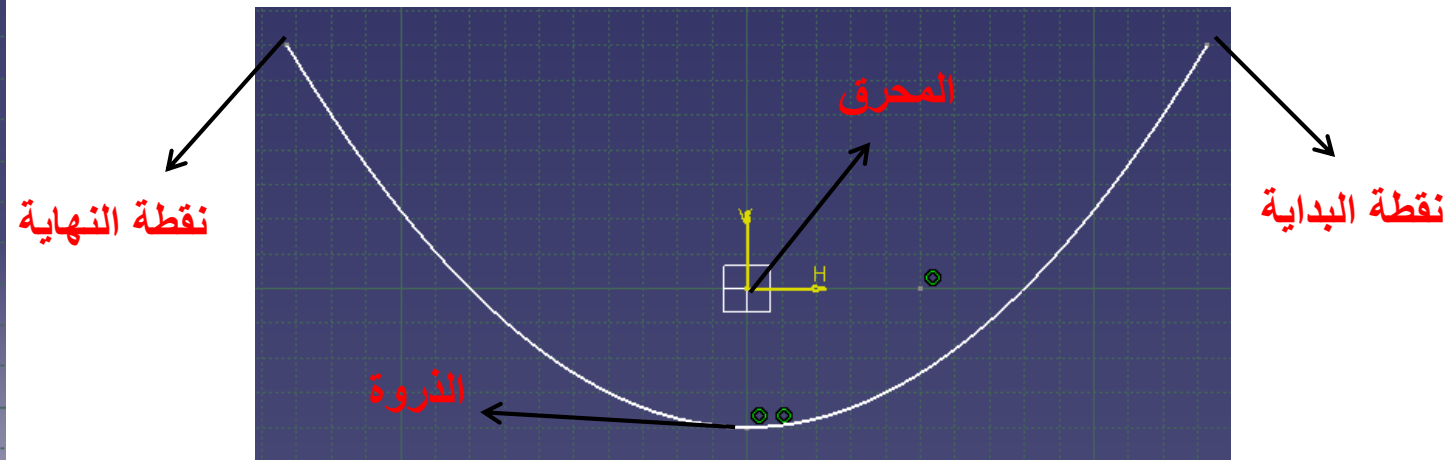 المحرق
نقطة البداية
نقطة النهاية
V
H
الذروة